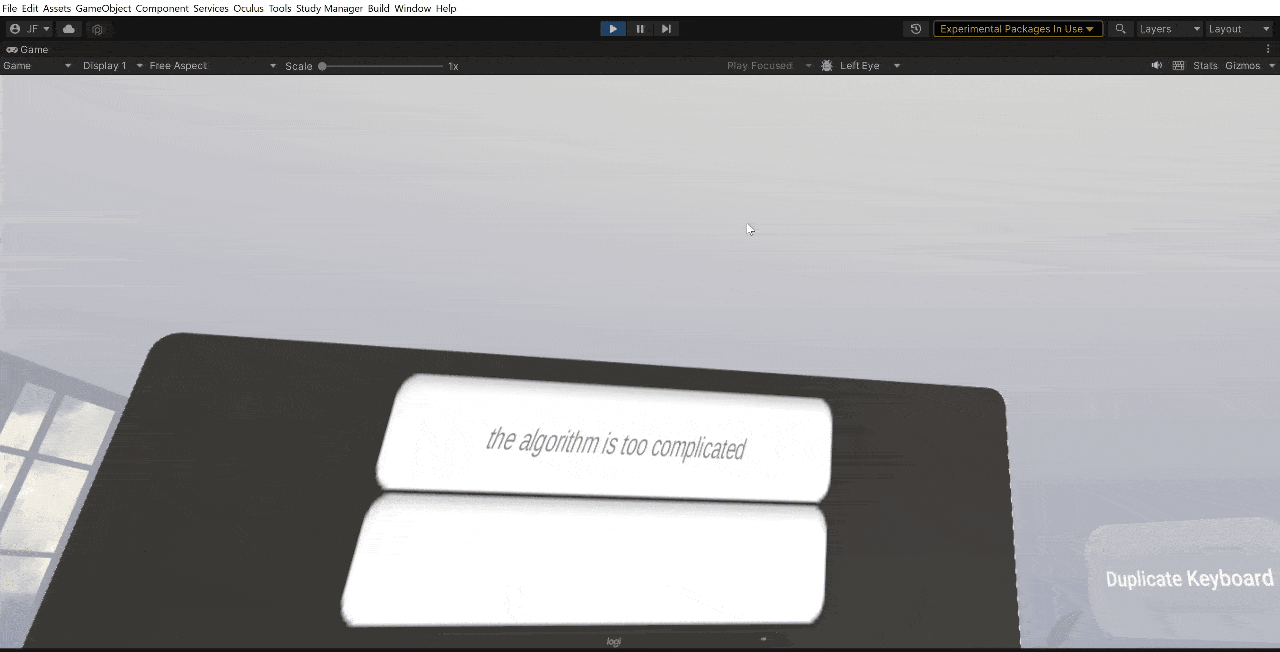 File Edit Assets GameObject Component Services Oculus Tools Study Manager Build Window Help
JF Experimental Packages In Use Layers Layout
Game
Game Display 1 Free Aspect Scale 1x Play Focused Left Eye Stats Gizmos
the algorithm is too complicated
Duplicate Keyboard
logi